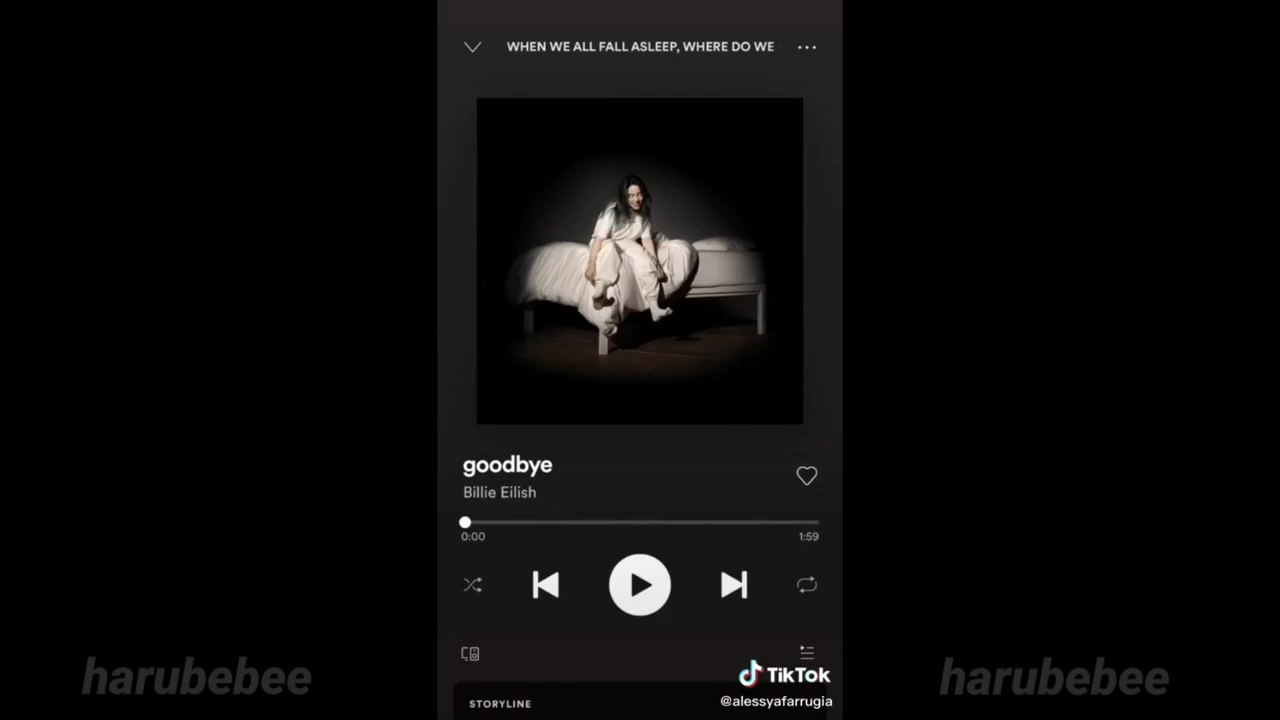 WHEN WE ALL FALL ASLEEP, WHERE DO WE
goodbye
Billie Eilish
0:00
1:59
TikTok
@alessyafarrugia
STORYLINE
harubebee
harubebee